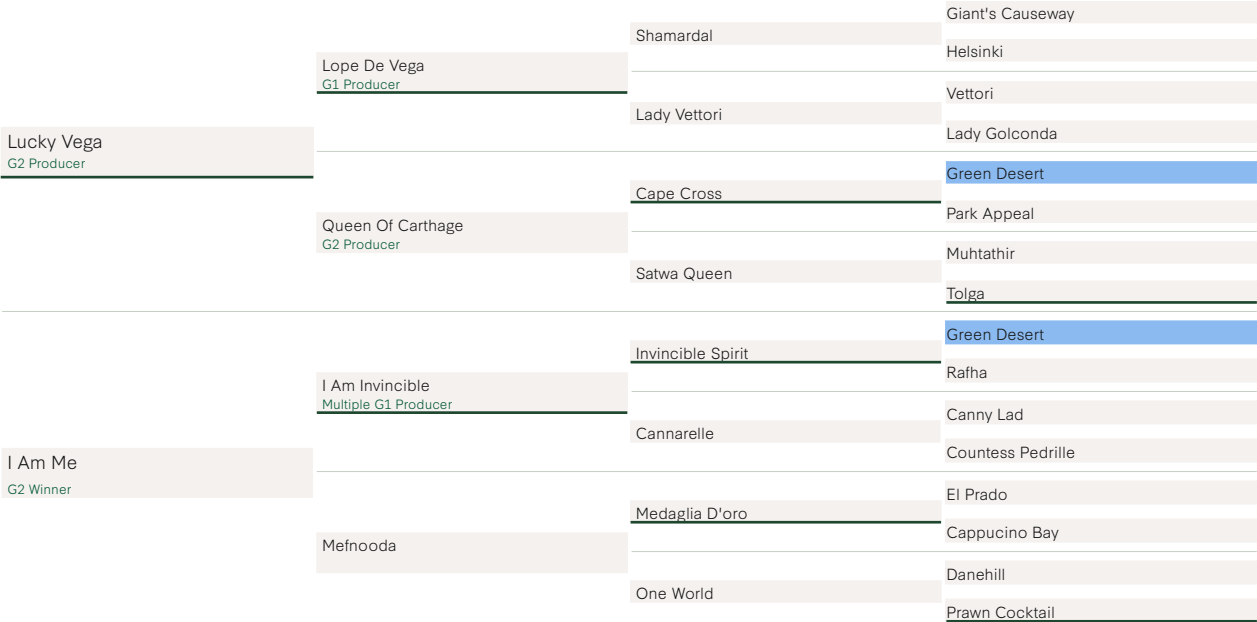 Lucky Vega
G2 Producer
I Am Me
G2 Winner
Lope De Vega
G1 Producer
Queen Of Carthage
G2 Producer
I Am Invincible
Multiple G1 Producer
Mefnooda
Shamardal
Lady Vettori
Cape Cross
Satwa Queen
Invincible Spirit
Cannarelle
Medaglia D'oro
One World
Giant's Causeway
Helsinki
Vettori
Lady Golconda
Green Desert
Park Appeal
Muhtathir
Tolga
Green Desert
Rafha
Canny Lad
Countess Pedrille
El Prado
Cappucino Bay
Danehill
Prawn Cocktail